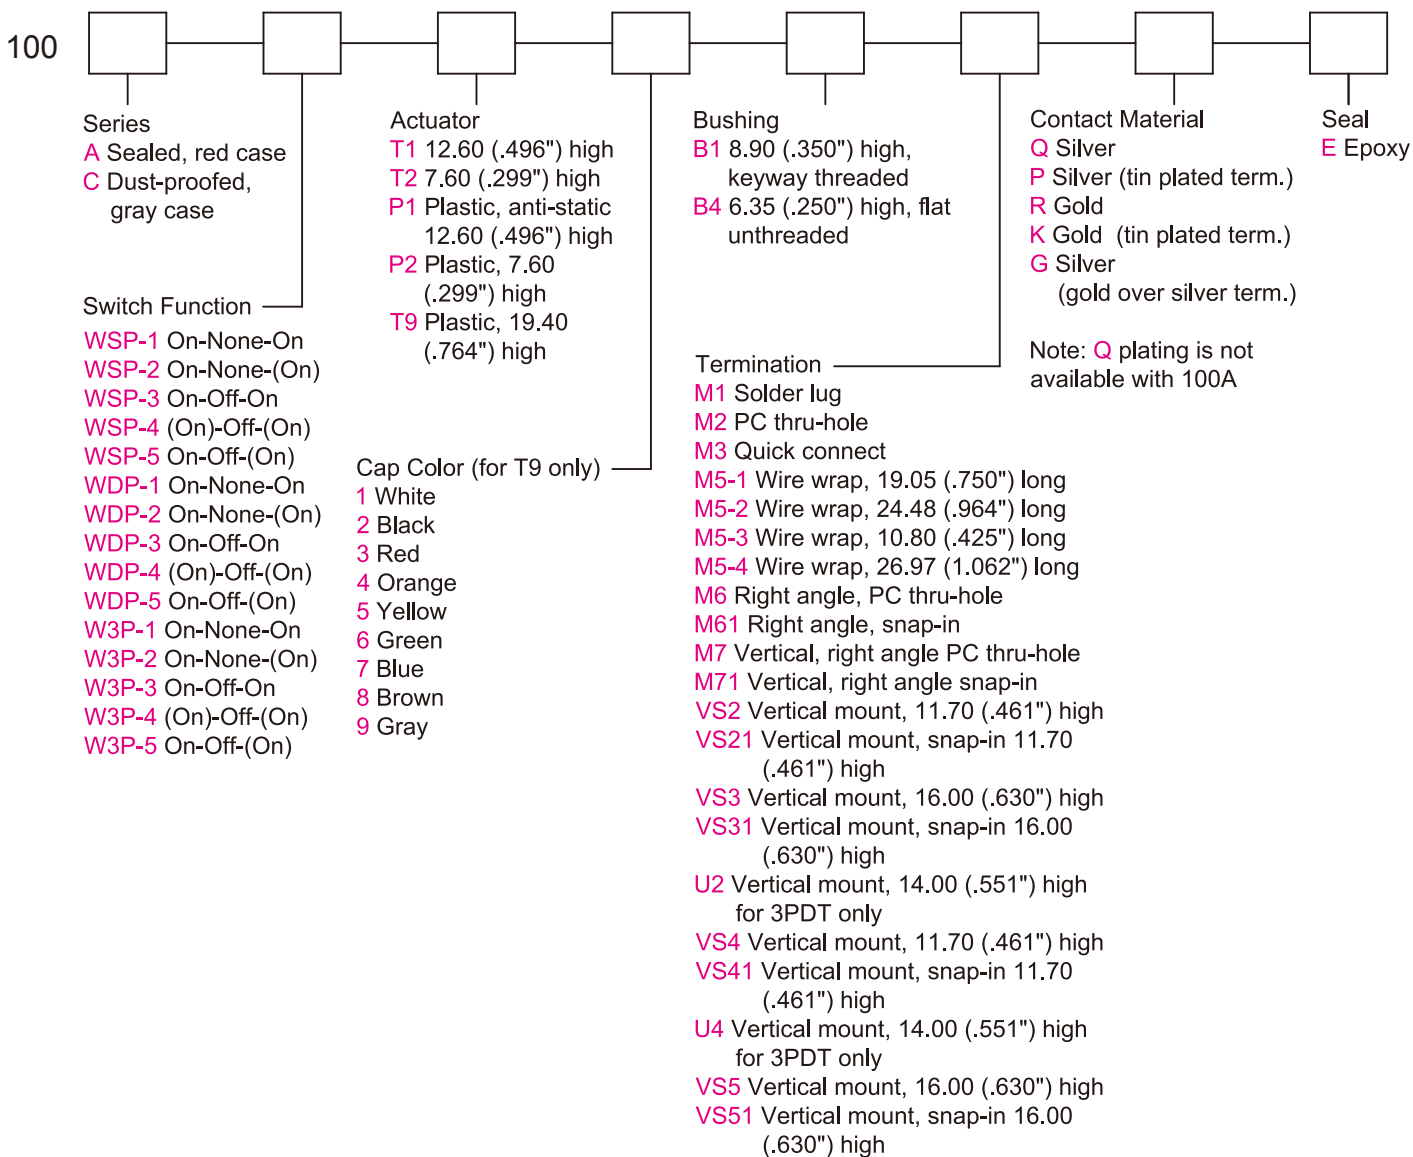 100
Series
A Sealed, red case
C Dust-proofed,
gray case
Switch Function
WSP-1 On-None-On
WSP-2 On-None-(On)
WSP-3 On-Off-On
WSP-4 (On)-Off-(On)
WSP-5 On-Off-(On)
WDP-1 On-None-On
WDP-2 On-None-(On)
WDP-3 On-Off-On
WDP-4 (On)-Off-(On)
WDP-5 On-Off-(On)
W3P-1 On-None-On
W3P-2 On-None-(On)
W3P-3 On-Off-On
W3P-4 (On)-Off-(On)
W3P-5 On-Off-(On)
Actuator
T1 12.60 (.496") high
T2 7.60 (.299") high
P1 Plastic, anti-static
12.60 (.496") high
P2 Plastic, 7.60
(.299") high
T9 Plastic, 19.40
(.764") high
Cap Color (for T9 only)
1 White
2 Black
3 Red
4 Orange
5 Yellow
6 Green
7 Blue
8 Brown
9 Gray
Bushing
B1 8.90 (.350") high,
keyway threaded
B4 6.35 (.250") high, flat
unthreaded
Termination
M1 Solder lug
M2 PC thru-hole
M3 Quick connect
M5-1 Wire wrap, 19.05 (.750") long
M5-2 Wire wrap, 24.48 (.964") long
M5-3 Wire wrap, 10.80 (.425") long
M5-4 Wire wrap, 26.97 (1.062") long
M6 Right angle, PC thru-hole
M61 Right angle, snap-in
M7 Vertical, right angle PC thru-hole
M71 Vertical, right angle snap-in
VS2 Vertical mount, 11.70 (.461") high
VS21 Vertical mount, snap-in 11.70
(.461") high
VS3 Vertical mount, 16.00 (.630") high
VS31 Vertical mount, snap-in 16.00
(.630") high
U2 Vertical mount, 14.00 (.551") high
for 3PDT only
VS4 Vertical mount, 11.70 (.461") high
VS41 Vertical mount, snap-in 11.70
(.461") high
U4 Vertical mount, 14.00 (.551") high
for 3PDT only
VS5 Vertical mount, 16.00 (.630") high
VS51 Vertical mount, snap-in 16.00
(.630") high
Contact Material
Q Silver
P Silver (tin plated term.)
R Gold
K Gold (tin plated term.)
G Silver
(gold over silver term.)
Note: Q plating is not
available with 100A
Seal
E Epoxy